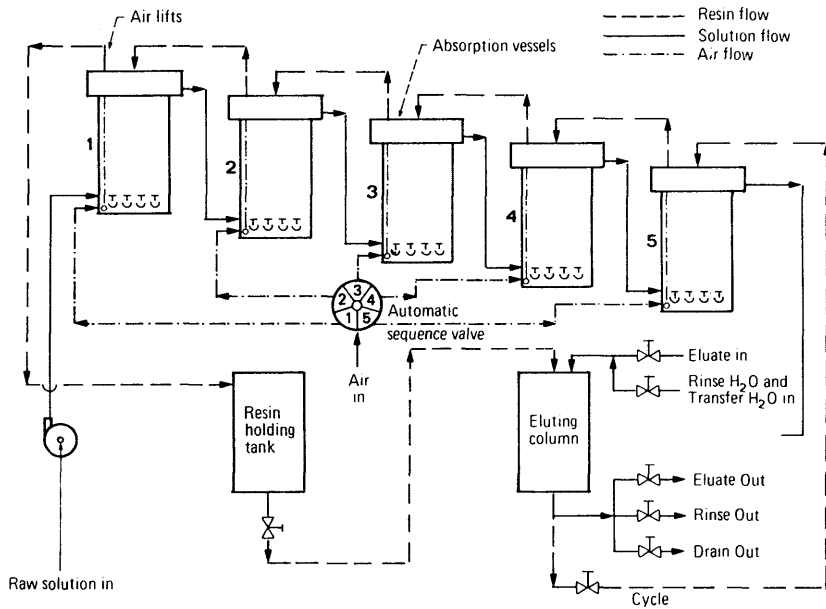 Air lifts
Resin flow
Solution flow
Air flow
Absorption vessels
1
2
3
4
5
3
2 4
1 5
Automatic
sequence valve
Air
in
Resin
holding
tank
Eluting
column
Eluate in
Rinse H₂O and
Transfer H₂O in
Eluate Out
Rinse Out
Drain Out
Raw solution in
Cycle